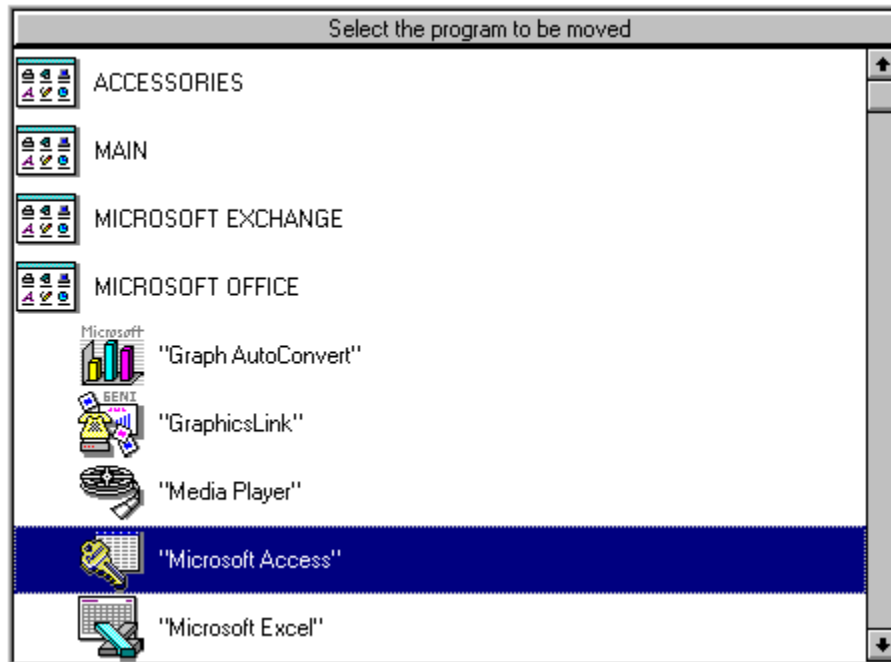 Select the program to be moved
ACCESSORIES
MAIN
MICROSOFT EXCHANGE
MICROSOFT OFFICE
Microsoft
"Graph AutoConvert"
GENI
"GraphicsLink"
"Media Player"
"Microsoft Access"
"Microsoft Excel"